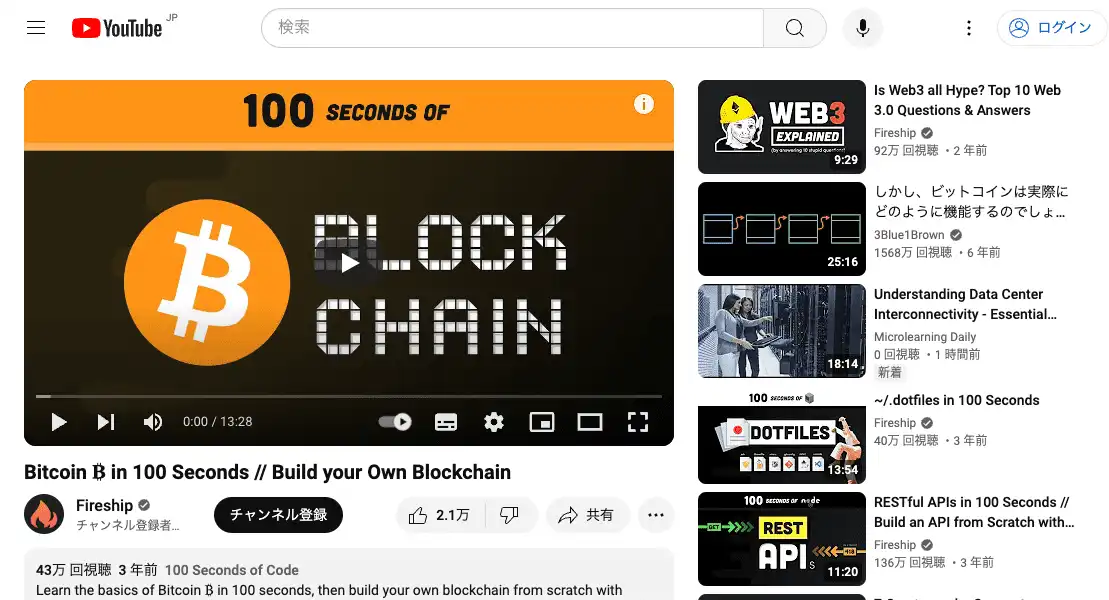 YouTube JP
検索
ログイン
100 SECONDS OF
BLOCK
CHAIN
0:00 / 13:28
Bitcoin ₿ in 100 Seconds // Build your Own Blockchain
Fireship
チャンネル登録者...
チャンネル登録
2.1万
共有
43万 回視聴 3 年前 100 Seconds of Code
Learn the basics of Bitcoin ₿ in 100 seconds, then build your own blockchain from scratch with
WEB3
EXPLAINED
(by answering 10 stupid questions)
9:29
Is Web3 all Hype? Top 10 Web
3.0 Questions & Answers
Fireship
92万 回視聴 ・2 年前
25:16
しかし、ビットコインは実際に
どのように機能するのでしょ...
3Blue1Brown
1568万 回視聴 ・6 年前
18:14
Understanding Data Center
Interconnectivity - Essential...
Microlearning Daily
0 回視聴 ・1 時間前
新着
100 SECONDS OF
DOTFILES
13:54
~/.dotfiles in 100 Seconds
Fireship
40万 回視聴 ・3 年前
100 SECONDS OF node
GET
REST
APIs
11:20
RESTful APIs in 100 Seconds //
Build an API from Scratch with...
Fireship
136万 回視聴 ・3 年前